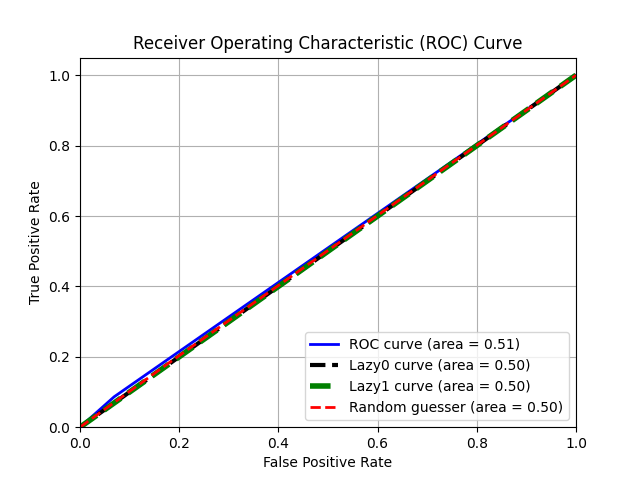 Receiver Operating Characteristic (ROC) Curve
1.0
0.8
0.6
0.4
0.2
0.0
True Positive Rate
ROC curve (area = 0.51)
Lazy0 curve (area = 0.50)
Lazy1 curve (area = 0.50)
Random guesser (area = 0.50)
0.0 0.2 0.4 0.6 0.8 1.0
False Positive Rate